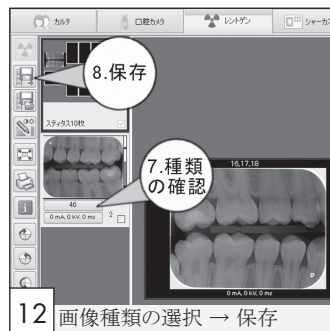 カルテ
口腔カメラ
レントゲン
シャーカス
8.保存
スティタス10枚
7.種類
の確認
46
0 mA, 0 kV, 0 ms
2
16,17,18
0 mA, 0 kV, 0 ms
12
画像種類の選択 → 保存